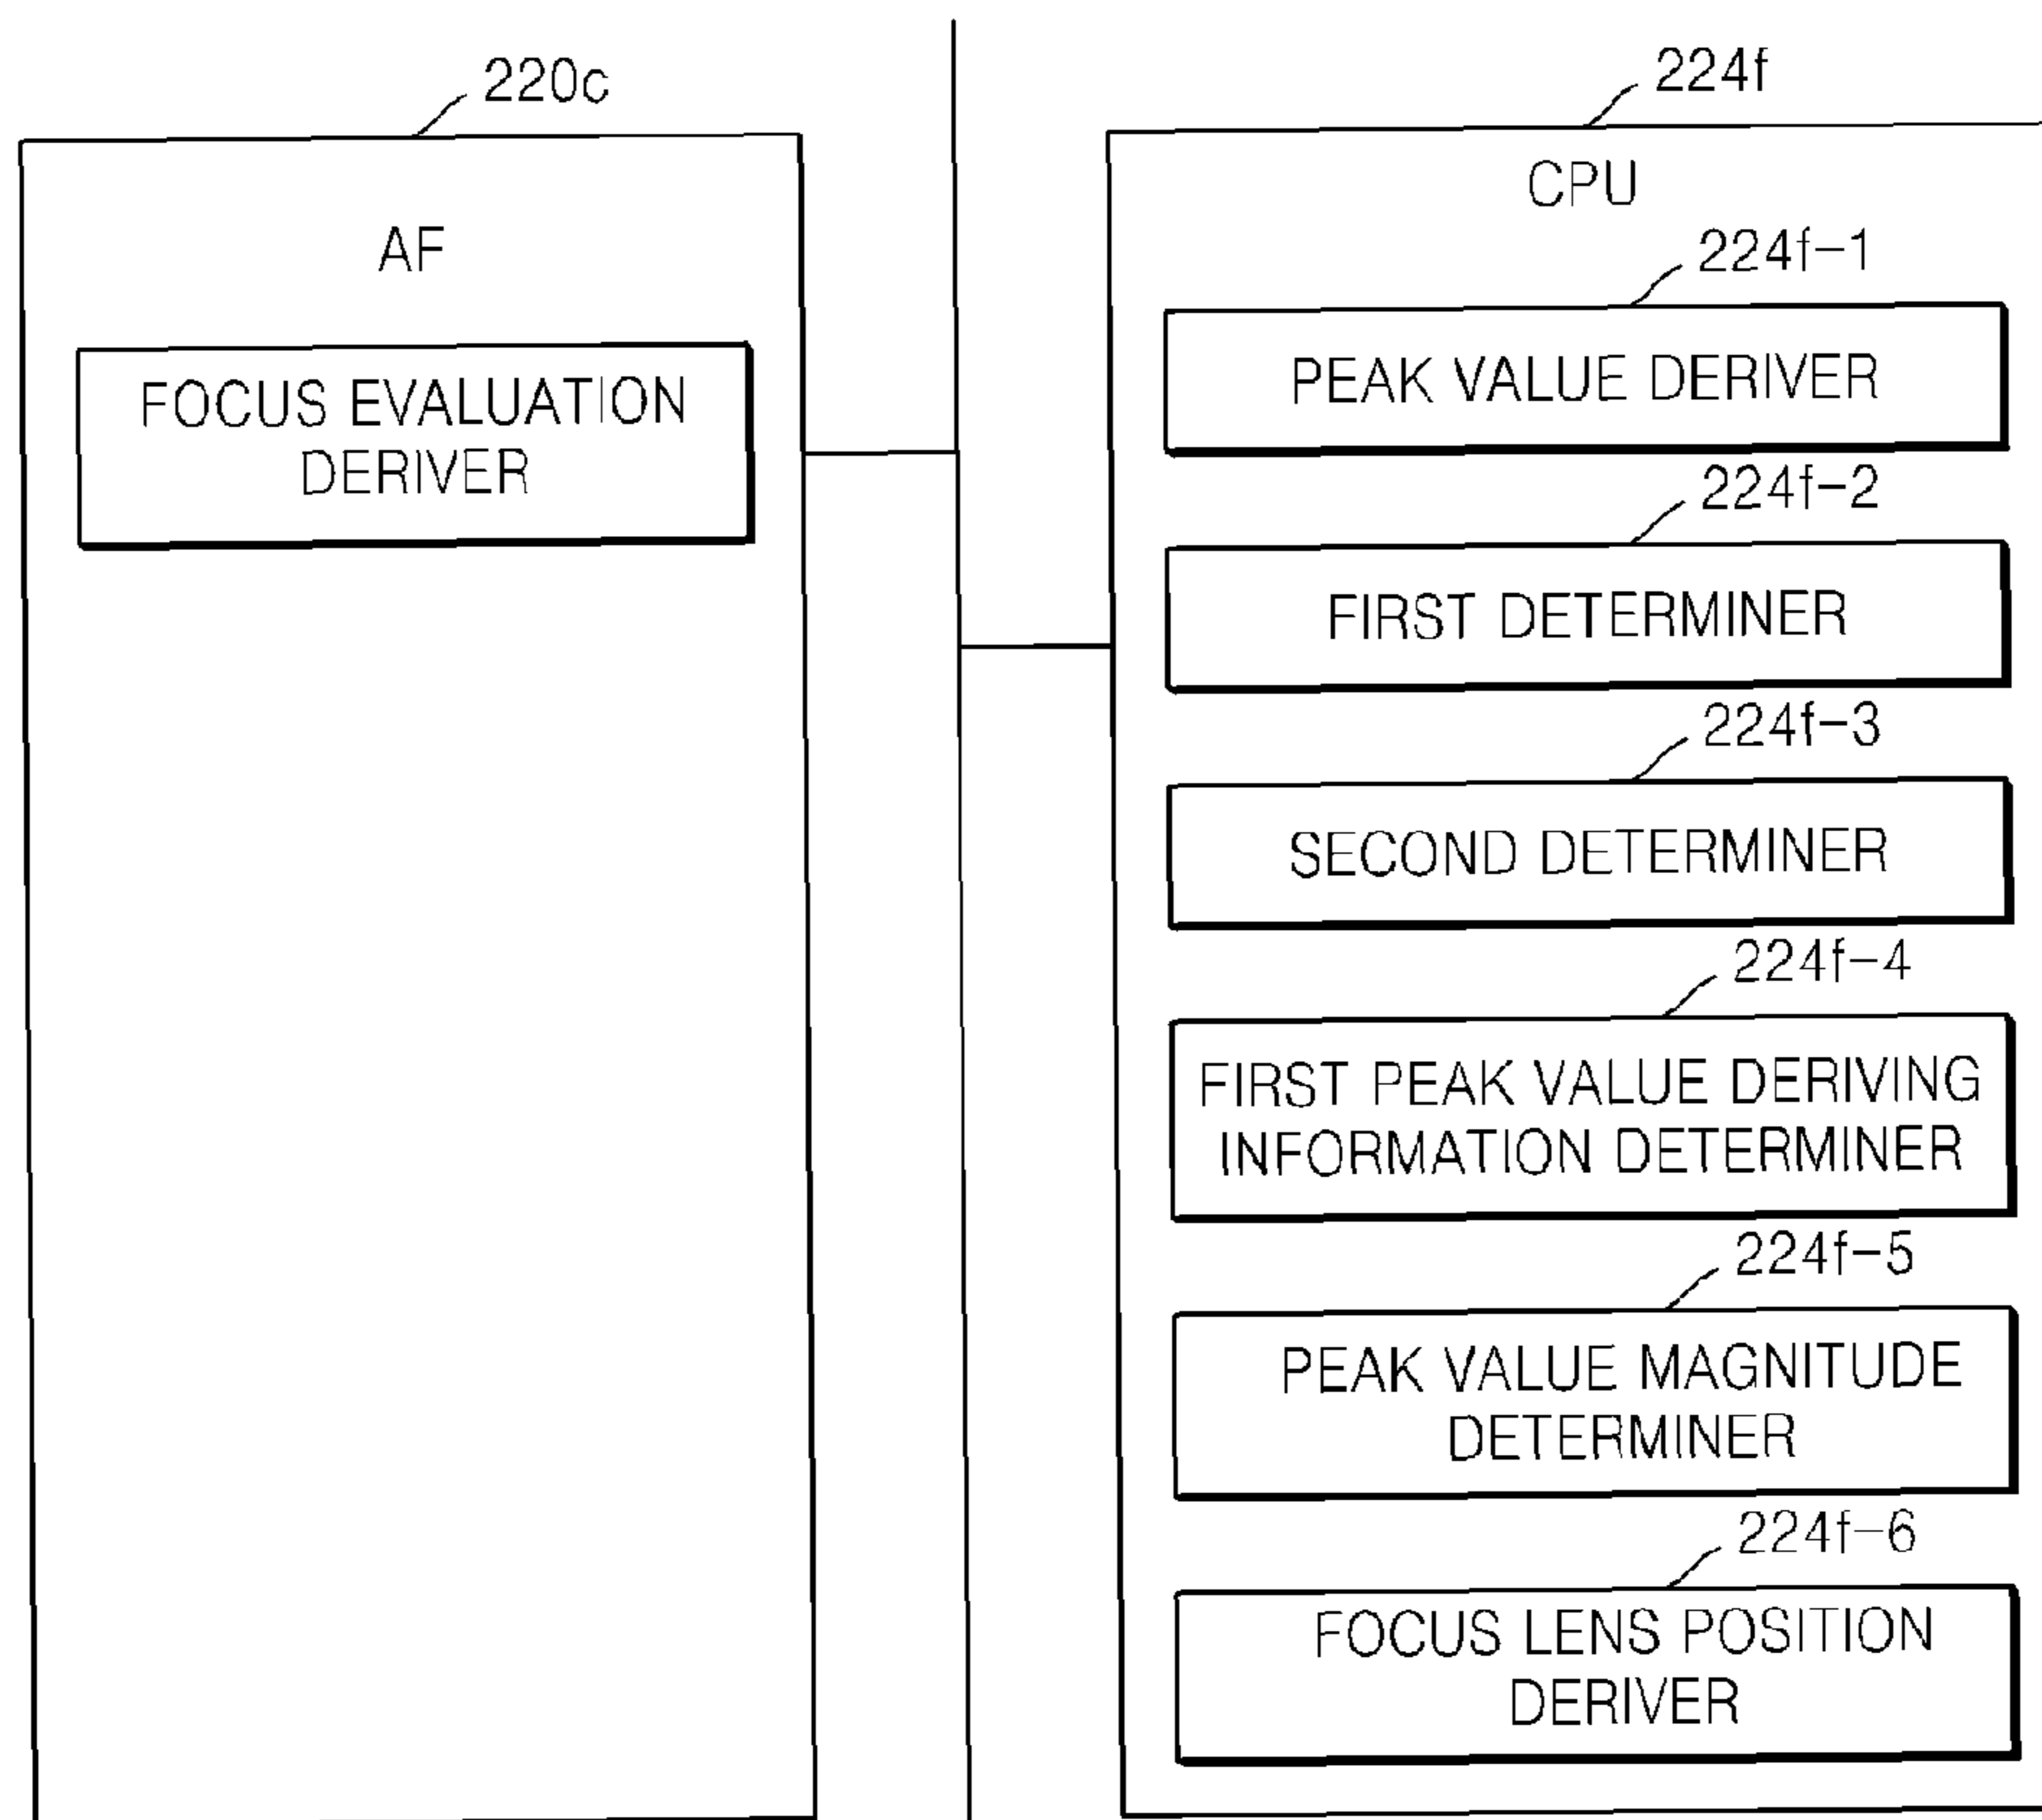 220c
AF
FOCUS EVALUATION
DERIVER
224f
CPU
224f-1
PEAK VALUE DERIVER
224f-2
FIRST DETERMINER
224f-3
SECOND DETERMINER
224f-4
FIRST PEAK VALUE DERIVING
INFORMATION DETERMINER
224f-5
PEAK VALUE MAGNITUDE
DETERMINER
224f-6
FOCUS LENS POSITION
DERIVER